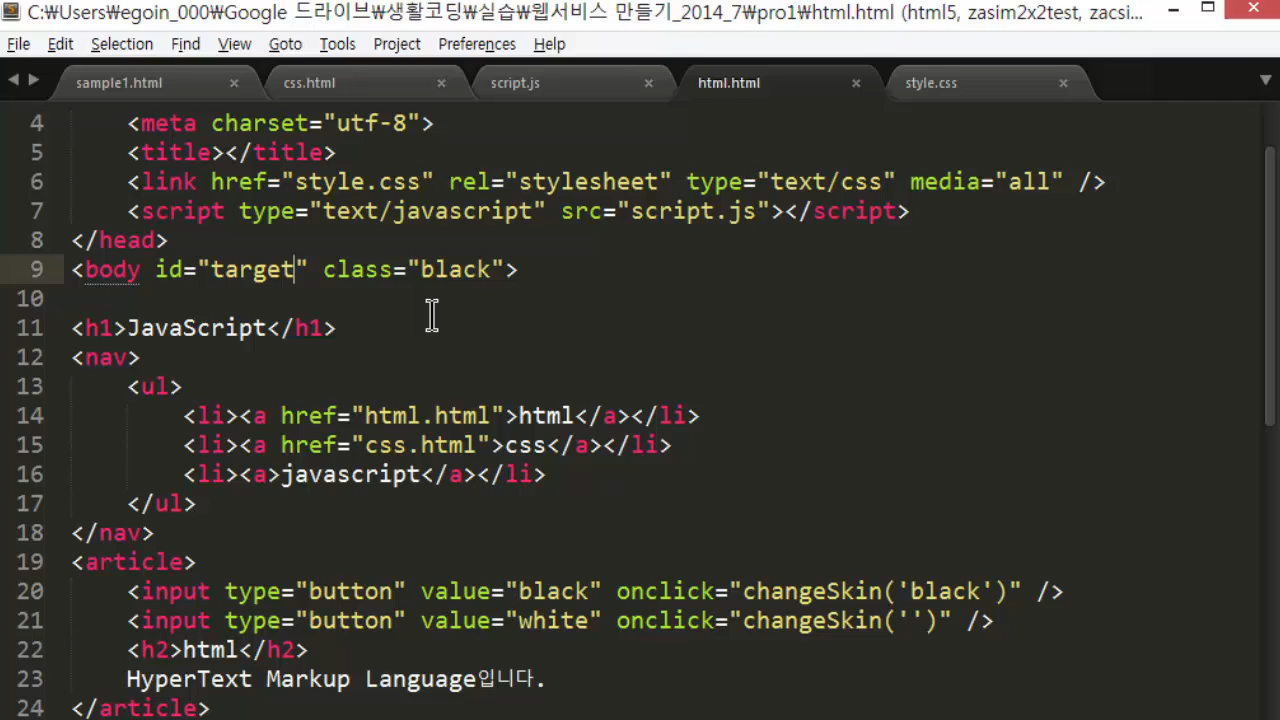 C:\Users\egoin_000\Google 드라이브\생활코딩\실습\웹서비스 만들기_2014_7\pro1\html.html (html5, zasim2x2test, zacsi...
File Edit Selection Find View Goto Tools Project Preferences Help
sample1.html css.html script.js html.html style.css
4 <meta charset="utf-8">
5 <title></title>
6 <link href="style.css" rel="stylesheet" type="text/css" media="all" />
7 <script type="text/javascript" src="script.js"></script>
8 </head>
9 <body id="target" class="black">
10
11 <h1>JavaScript</h1>
12 <nav>
13 <ul>
14 <li><a href="html.html">html</a></li>
15 <li><a href="css.html">css</a></li>
16 <li><a>javascript</a></li>
17 </ul>
18 </nav>
19 <article>
20 <input type="button" value="black" onclick="changeSkin('black')" />
21 <input type="button" value="white" onclick="changeSkin('')" />
22 <h2>html</h2>
23 HyperText Markup Language입니다.
24 </article>